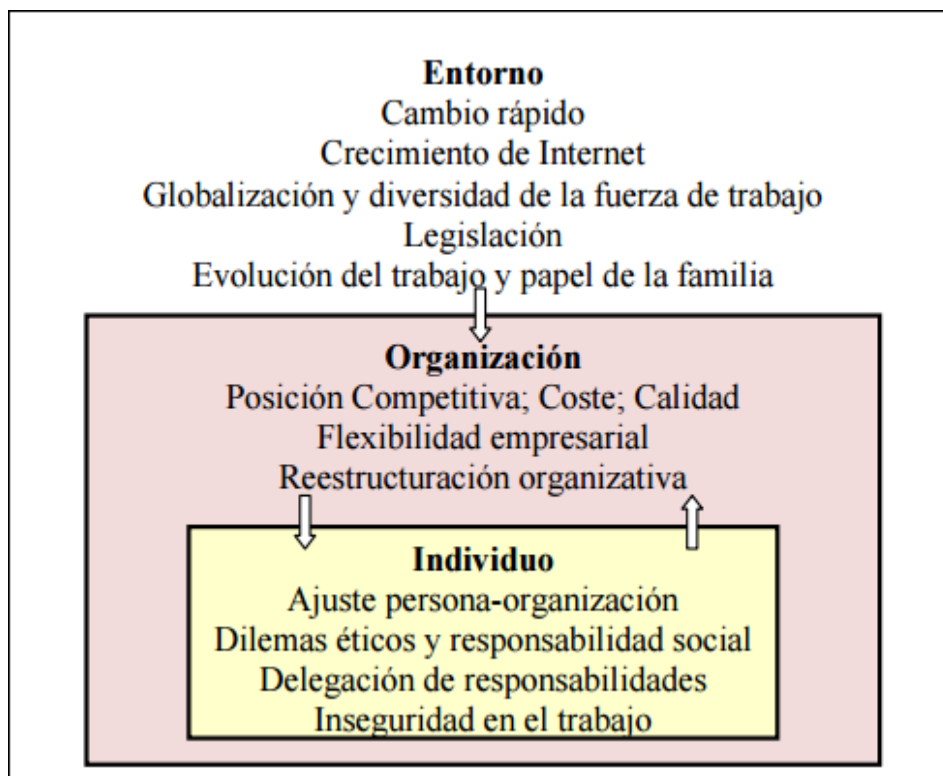 Entorno
Cambio rápido
Crecimiento de Internet
Globalización y diversidad de la fuerza de trabajo
Legislación
Evolución del trabajo y papel de la familia
Organización
Posición Competitiva; Coste; Calidad
Flexibilidad empresarial
Reestructuración organizativa
Individuo
Ajuste persona-organización
Dilemas éticos y responsabilidad social
Delegación de responsabilidades
Inseguridad en el trabajo